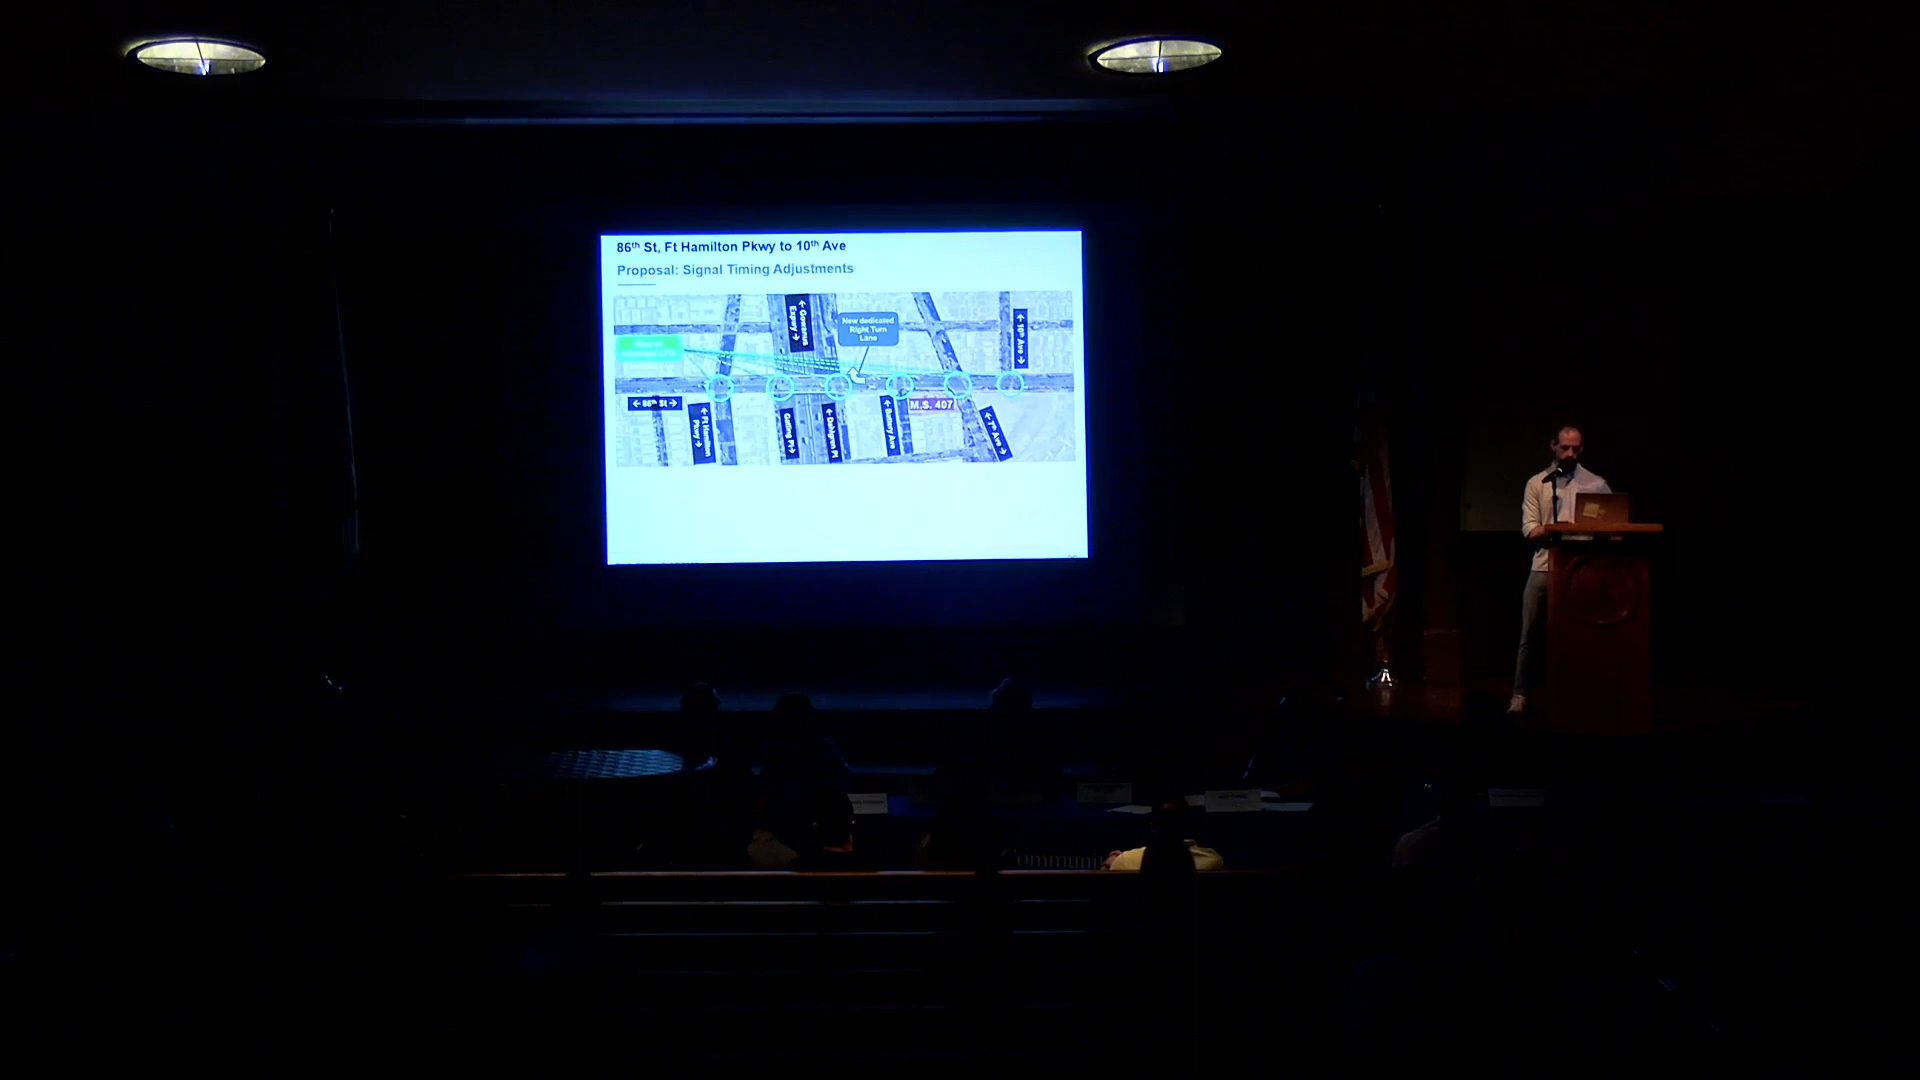 86th St, Ft Hamilton Pkwy to 10th Ave
Proposal: Signal Timing Adjustments
← Gowanus
Expwy →
New dedicated
Right Turn
Lane
← 10th Ave →
← 86th St →
← Ft Hamilton
Pkwy →
Gatling Pl →
← Dahlgren Pl
← Battery Ave
M.S. 407
← 7th Ave →
Communi